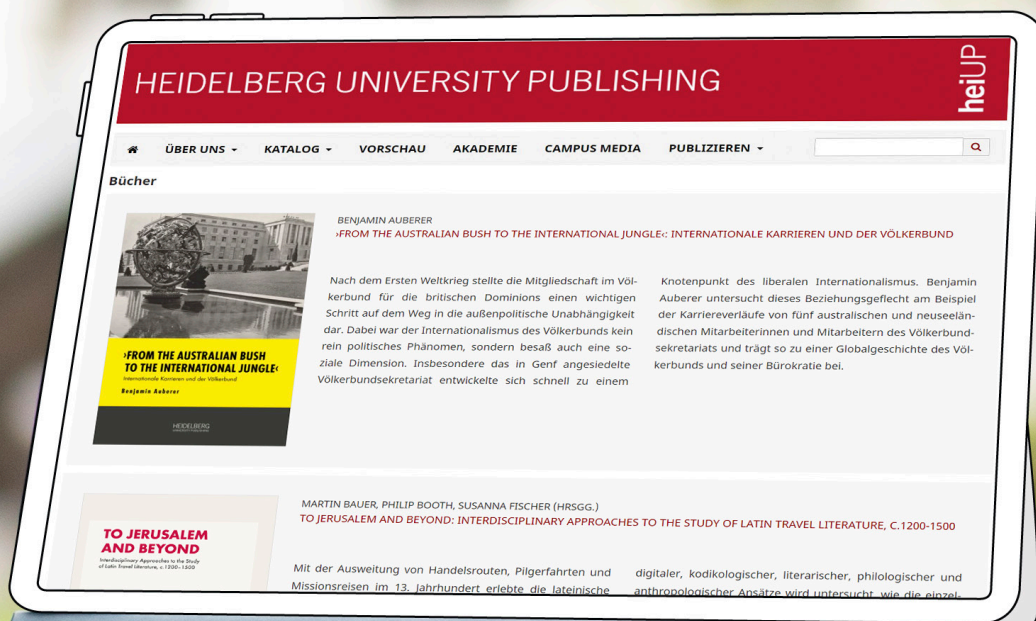 HEIDELBERG UNIVERSITY PUBLISHING
heiUP
ÜBER UNS
KATALOG
VORSCHAU
AKADEMIE
CAMPUS MEDIA
PUBLIZIEREN
Bücher
›FROM THE AUSTRALIAN BUSH
TO THE INTERNATIONAL JUNGLE‹
Internationale Karrieren und der Völkerbund
Benjamin Auberer
HEIDELBERG
UNIVERSITY PUBLISHING
BENJAMIN AUBERER
›FROM THE AUSTRALIAN BUSH TO THE INTERNATIONAL JUNGLE‹: INTERNATIONALE KARRIEREN UND DER VÖLKERBUND
Nach dem Ersten Weltkrieg stellte die Mitgliedschaft im Völ-
kerbund für die britischen Dominions einen wichtigen
Schritt auf dem Weg in die außenpolitische Unabhängigkeit
dar. Dabei war der Internationalismus des Völkerbunds kein
rein politisches Phänomen, sondern besaß auch eine so-
ziale Dimension. Insbesondere das in Genf angesiedelte
Völkerbundsekretariat entwickelte sich schnell zu einem
Knotenpunkt des liberalen Internationalismus. Benjamin
Auberer untersucht dieses Beziehungsgeflecht am Beispiel
der Karriereverläufe von fünf australischen und neuseelän-
dischen Mitarbeiterinnen und Mitarbeitern des Völkerbund-
sekretariats und trägt so zu einer Globalgeschichte des Völ-
kerbunds und seiner Bürokratie bei.
TO JERUSALEM
AND BEYOND
Interdisciplinary Approaches to the Study
of Latin Travel Literature, c. 1200–1500
MARTIN BAUER, PHILIP BOOTH, SUSANNA FISCHER (HRSGG.)
TO JERUSALEM AND BEYOND: INTERDISCIPLINARY APPROACHES TO THE STUDY OF LATIN TRAVEL LITERATURE, C.1200-1500
Mit der Ausweitung von Handelsrouten, Pilgerfahrten und
Missionsreisen im 13. Jahrhundert erlebte die lateinische
digitaler, kodikologischer, literarischer, philologischer und
anthropologischer Ansätze wird untersucht, wie die einzel-